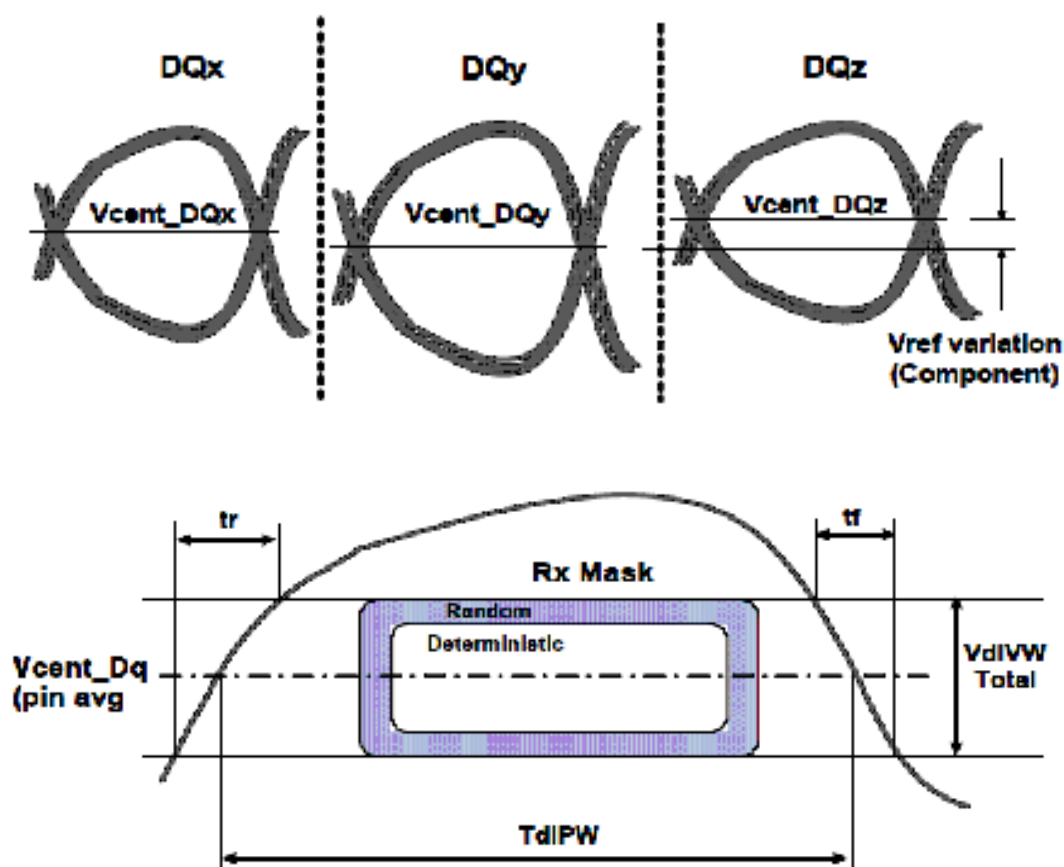 DQx
DQy
DQz
Vcent_DQx
Vcent_DQy
Vcent_DQz
Vref variation
(Component)
tr
tf
Rx Mask
Random
Deterministic
Vcent_Dq
(pin avg
VdIVW
Total
TdIPW